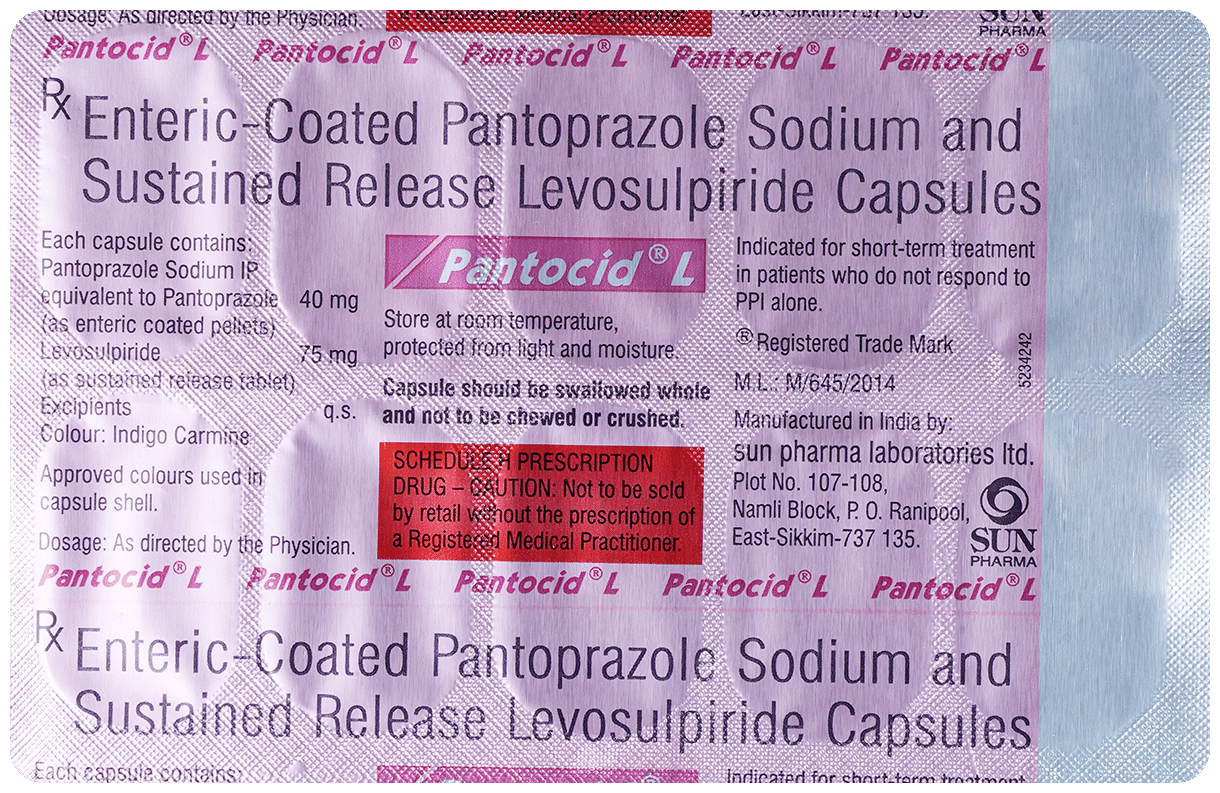 Dosage: As directed by the Physician.
a Registered Medical Practitioner.
East-Sikkim-737 135.
SUN
PHARMA
Pantocid® L Pantocid® L Pantocid® L Pantocid® L Pantocid® L
Rx Enteric-Coated Pantoprazole Sodium and
Sustained Release Levosulpiride Capsules
Each capsule contains:
Pantoprazole Sodium IP
equivalent to Pantoprazole 40 mg
(as enteric coated pellets)
Levosulpiride 75 mg
(as sustained release tablet)
Excipients q.s.
Colour: Indigo Carmine
Approved colours used in
capsule shell.
Dosage: As directed by the Physician.
Pantocid® L
Store at room temperature,
protected from light and moisture.
Capsule should be swallowed whole
and not to be chewed or crushed.
SCHEDULE H PRESCRIPTION
DRUG – CAUTION: Not to be sold
by retail without the prescription of
a Registered Medical Practitioner.
Indicated for short-term treatment
in patients who do not respond to
PPI alone.
® Registered Trade Mark
M.L.: M/645/2014
Manufactured in India by:
sun pharma laboratories ltd.
Plot No. 107-108,
Namli Block, P. O. Ranipool,
East-Sikkim-737 135.
5234242
SUN
PHARMA
Pantocid® L Pantocid® L Pantocid® L Pantocid® L Pantocid® L
Rx Enteric-Coated Pantoprazole Sodium and
Sustained Release Levosulpiride Capsules
Each capsule contains:
Indicated for short-term treatment